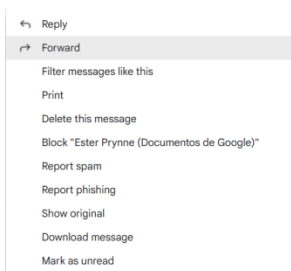 Reply
Forward
Filter messages like this
Print
Delete this message
Block "Ester Prynne (Documentos de Google)"
Report spam
Report phishing
Show original
Download message
Mark as unread